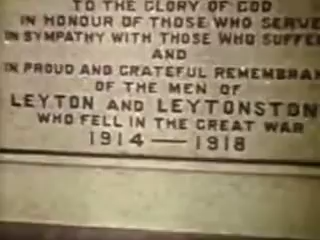 TO THE GLORY OF GOD
IN HONOUR OF THOSE WHO SERVE
IN SYMPATHY WITH THOSE WHO SUFFE
AND
IN PROUD AND GRATEFUL REMEMBRAN
OF THE MEN OF
LEYTON AND LEYTONSTON
WHO FELL IN THE GREAT WAR
1914 — 1918